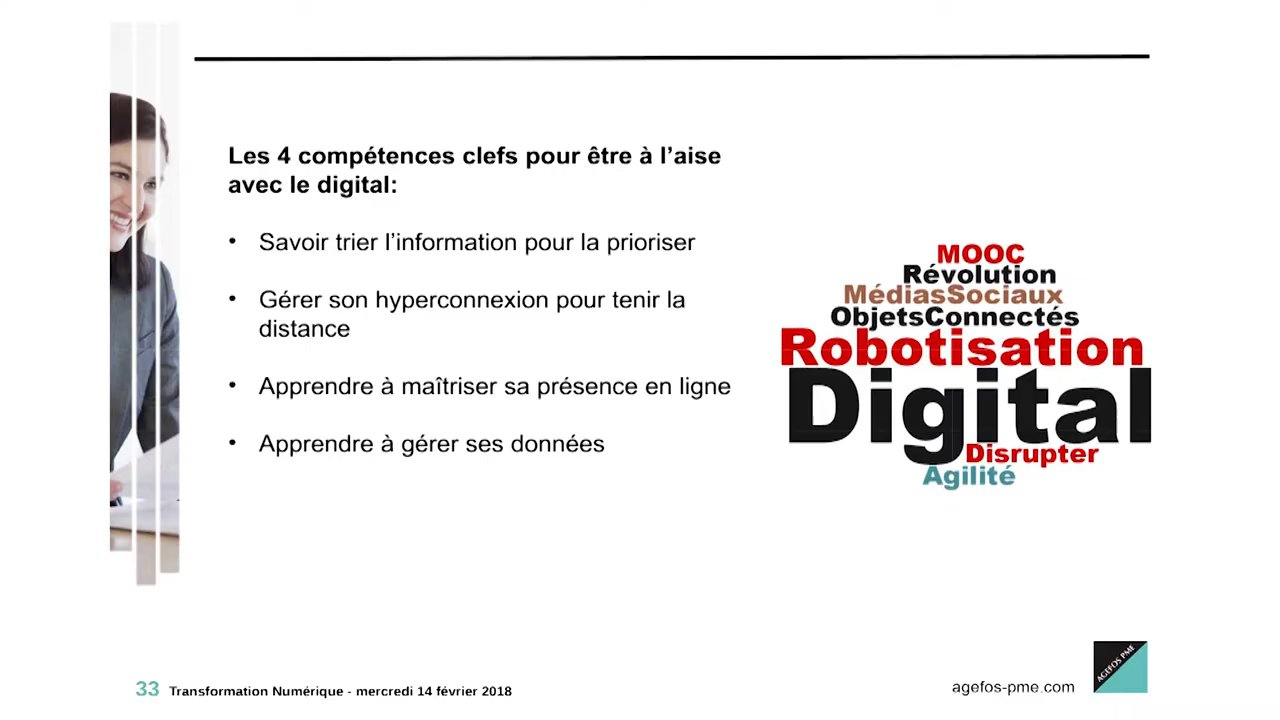 Les 4 compétences clefs pour être à l’aise
avec le digital:
• Savoir trier l’information pour la prioriser
• Gérer son hyperconnexion pour tenir la
distance
• Apprendre à maîtriser sa présence en ligne
• Apprendre à gérer ses données
MOOC
Révolution
MédiasSociaux
ObjetsConnectés
Robotisation
Digital
Disrupter
Agilité
33 Transformation Numérique - mercredi 14 février 2018
agefos-pme.com
AGEFOS PME